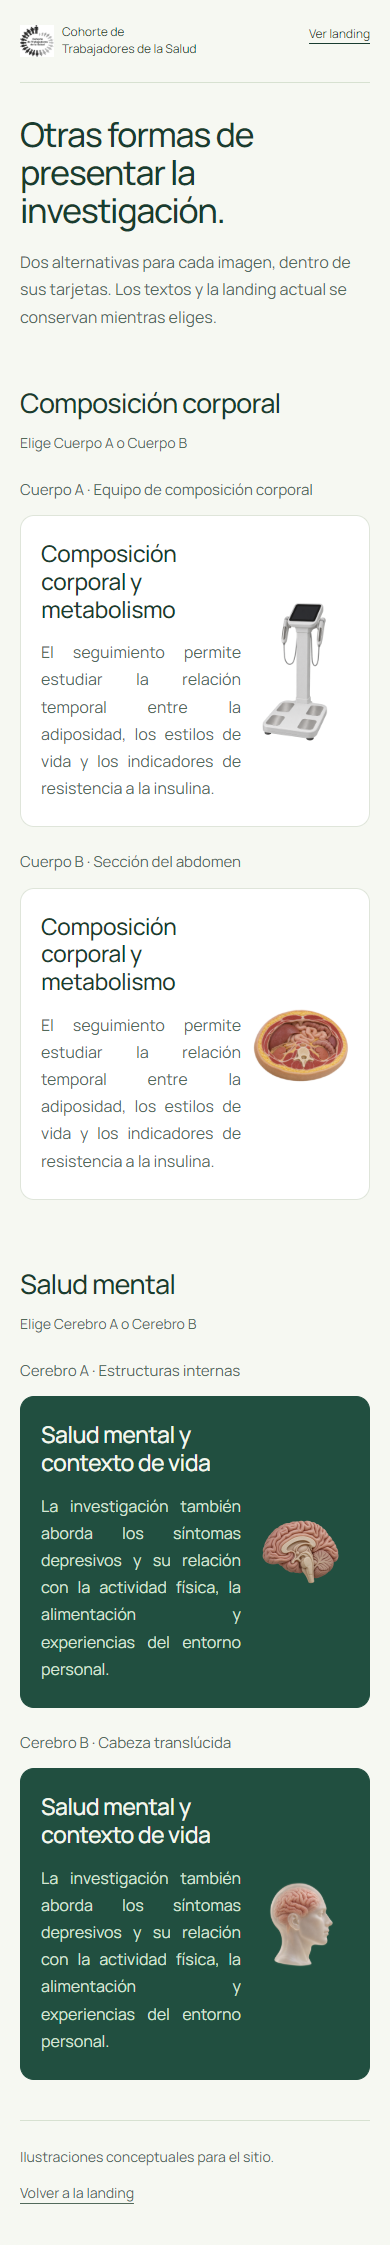 Cohorte de
Trabajadores de la Salud
Ver landing
Otras formas de
presentar la
investigación.
Dos alternativas para cada imagen, dentro de
sus tarjetas. Los textos y la landing actual se
conservan mientras eliges.
Composición corporal
Elige Cuerpo A o Cuerpo B
Cuerpo A · Equipo de composición corporal
Composición
corporal y
metabolismo
El seguimiento permite
estudiar la relación
temporal entre la
adiposidad, los estilos de
vida y los indicadores de
resistencia a la insulina.
Cuerpo B · Sección del abdomen
Composición
corporal y
metabolismo
El seguimiento permite
estudiar la relación
temporal entre la
adiposidad, los estilos de
vida y los indicadores de
resistencia a la insulina.
Salud mental
Elige Cerebro A o Cerebro B
Cerebro A · Estructuras internas
Salud mental y
contexto de vida
La investigación también
aborda los síntomas
depresivos y su relación
con la actividad física, la
alimentación y
experiencias del entorno
personal.
Cerebro B · Cabeza translúcida
Salud mental y
contexto de vida
La investigación también
aborda los síntomas
depresivos y su relación
con la actividad física, la
alimentación y
experiencias del entorno
personal.
Ilustraciones conceptuales para el sitio.
Volver a la landing